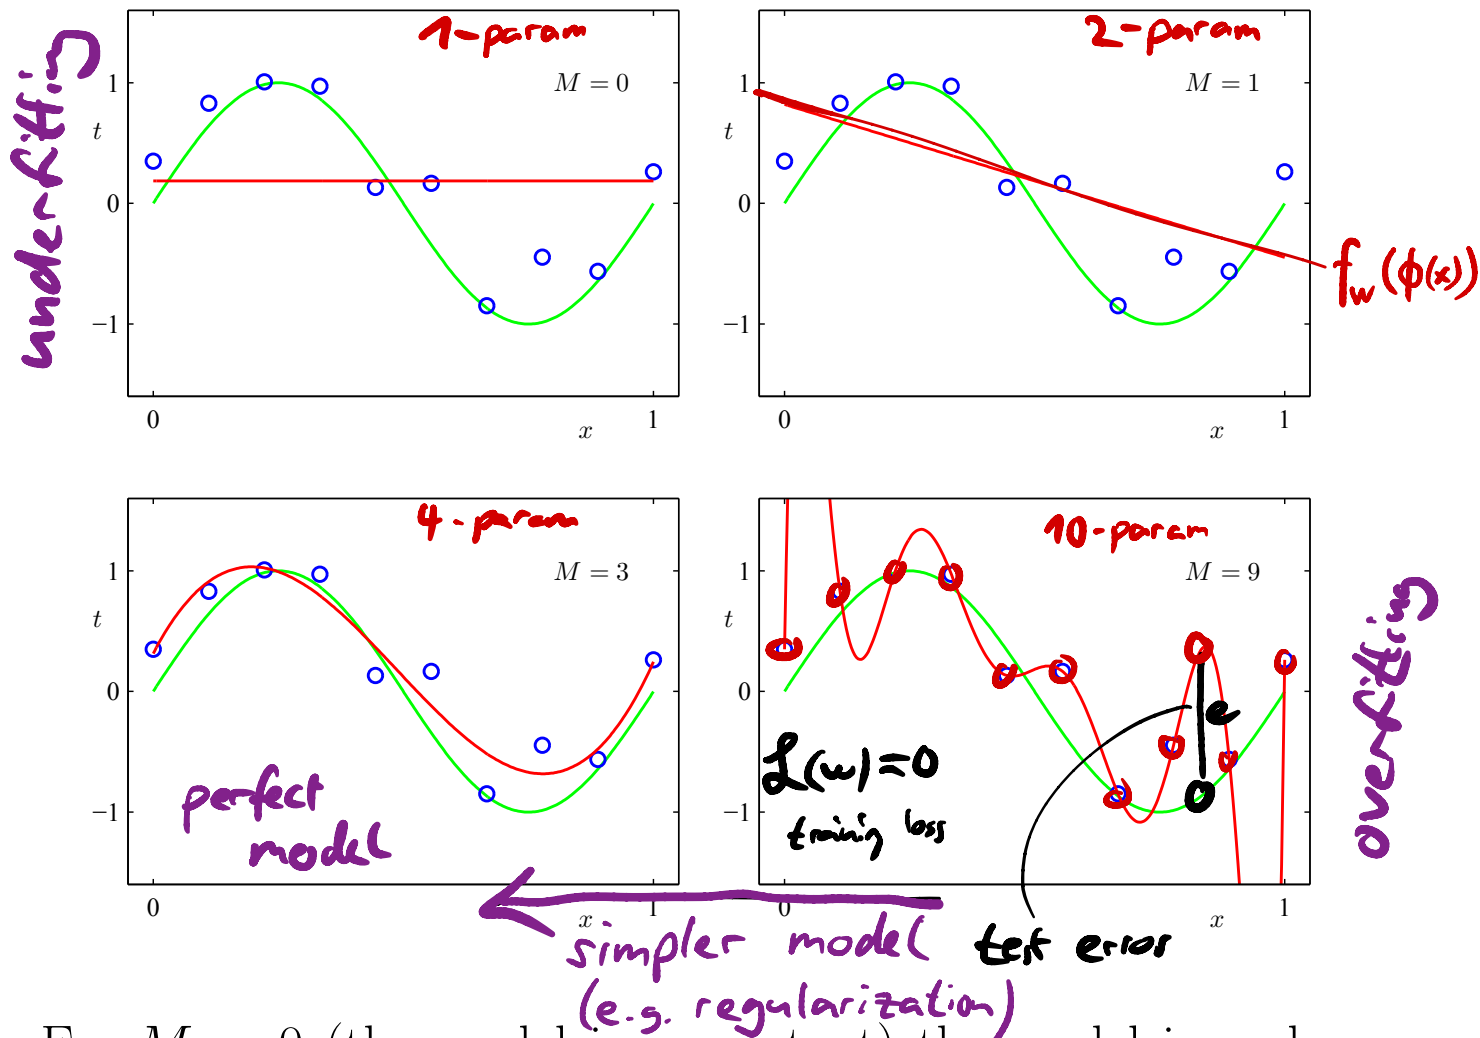 underfitting
1-param
M = 0
1
t
0
−1
0
x
1
2-param
M = 1
1
t
0
−1
0
x
1
f_w(ϕ(x))
4-param
M = 3
1
t
0
−1
perfect
model
0
x
1
10-param
M = 9
1
t
0
−1
e
L(w)=0
training loss
0
x
1
overfitting
simpler model
(e.g. regularization)
test error